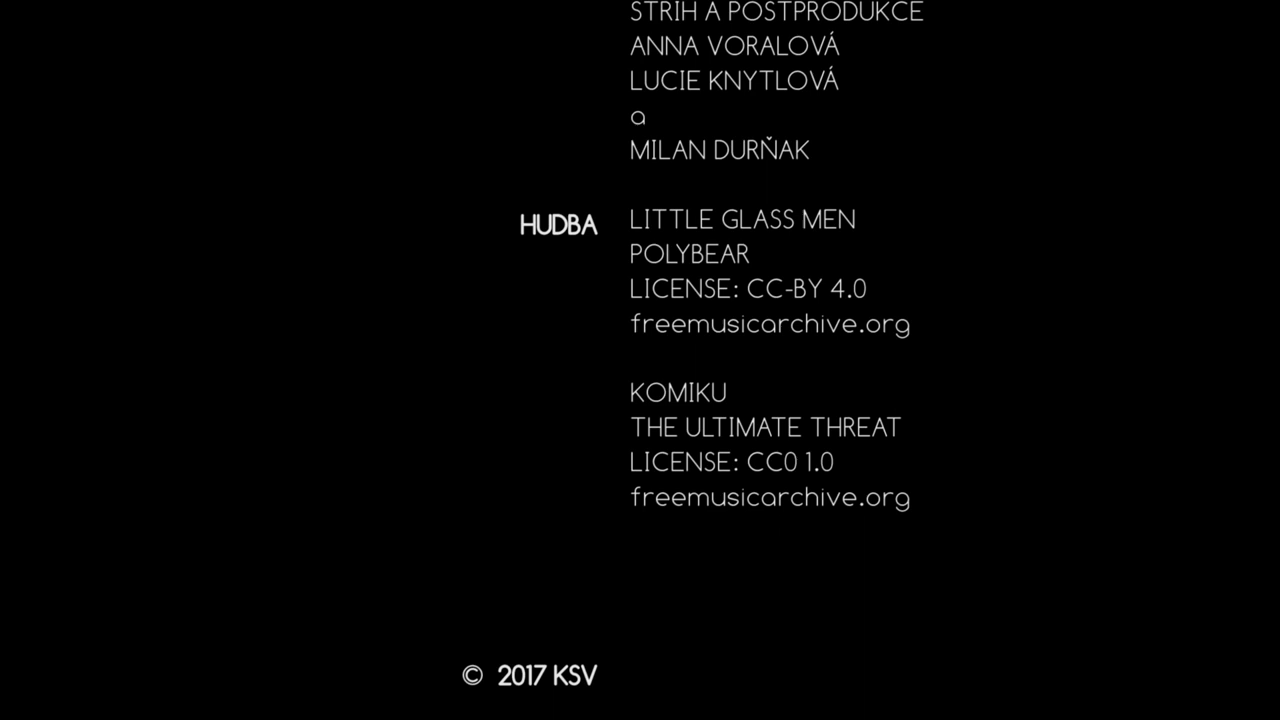 STŘIH A POSTPRODUKCE
ANNA VORALOVÁ
LUCIE KNYTLOVÁ
a
MILAN DURŇAK
HUDBA
LITTLE GLASS MEN
POLYBEAR
LICENSE: CC-BY 4.0
freemusicarchive.org
KOMIKU
THE ULTIMATE THREAT
LICENSE: CC0 1.0
freemusicarchive.org
© 2017 KSV